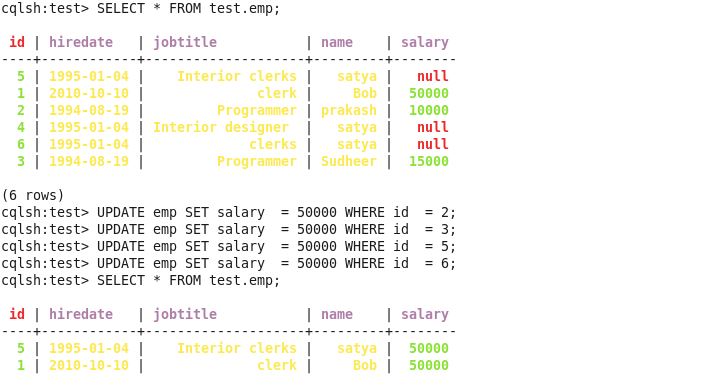 cqlsh:test> SELECT * FROM test.emp;
 id | hiredate   | jobtitle           | name    | salary
----+------------+--------------------+---------+--------
  5 | 1995-01-04 |    Interior clerks |   satya |   null
  1 | 2010-10-10 |              clerk |     Bob |  50000
  2 | 1994-08-19 |         Programmer | prakash |  10000
  4 | 1995-01-04 | Interior designer  |   satya |   null
  6 | 1995-01-04 |             clerks |   satya |   null
  3 | 1994-08-19 |         Programmer | Sudheer |  15000
(6 rows)
cqlsh:test> UPDATE emp SET salary  = 50000 WHERE id  = 2;
cqlsh:test> UPDATE emp SET salary  = 50000 WHERE id  = 3;
cqlsh:test> UPDATE emp SET salary  = 50000 WHERE id  = 5;
cqlsh:test> UPDATE emp SET salary  = 50000 WHERE id  = 6;
cqlsh:test> SELECT * FROM test.emp;
 id | hiredate   | jobtitle           | name    | salary
----+------------+--------------------+---------+--------
  5 | 1995-01-04 |    Interior clerks |   satya |  50000
  1 | 2010-10-10 |              clerk |     Bob |  50000